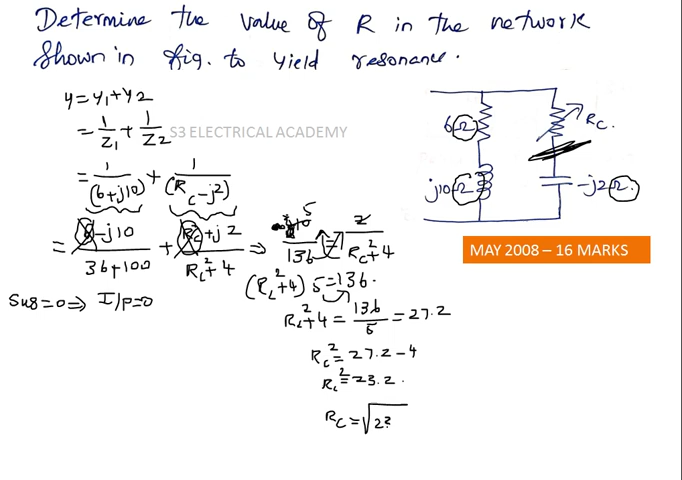 Determine the value of R in the network
Shown in fig. to yield resonance.
y = y1 + y2
= 1/Z1 + 1/Z2
S3 ELECTRICAL ACADEMY
= 1/(6+j10) + 1/(Rc-j2)
= 6-j10/36+100 + Rc+j2/Rc²+4 ⇒ 5/136 = 1/Rc²+4
Sus=0 ⇒ I/p=0
(Rc²+4) 5 = 136.
Rc²+4 = 136/5 = 27.2
Rc² = 27.2 - 4
Rc² = 23.2.
Rc = √23
6Ω
Rc.
j10Ω
-j2Ω.
MAY 2008 – 16 MARKS